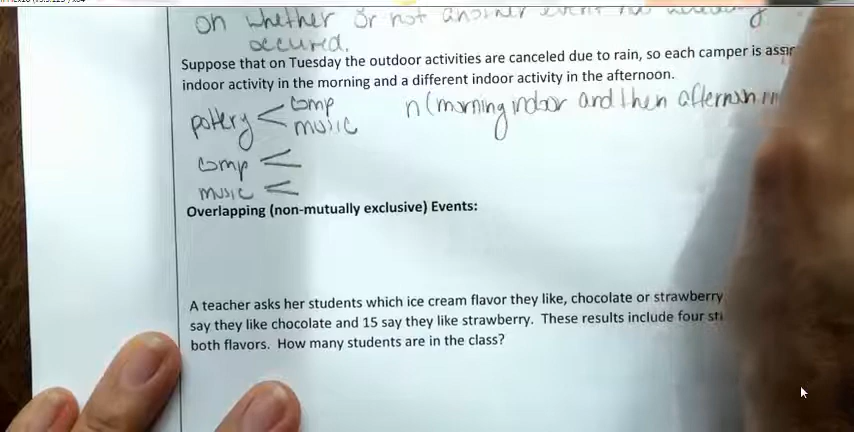 on whether or not another event
occured.
Suppose that on Tuesday the outdoor activities are canceled due to rain, so each camper is
indoor activity in the morning and a different indoor activity in the afternoon.
pottery < comp
music
n(morning indoor and then afternoon
comp <
music <
Overlapping (non-mutually exclusive) Events:
A teacher asks her students which ice cream flavor they like, chocolate or strawberry
say they like chocolate and 15 say they like strawberry. These results include four
both flavors. How many students are in the class?